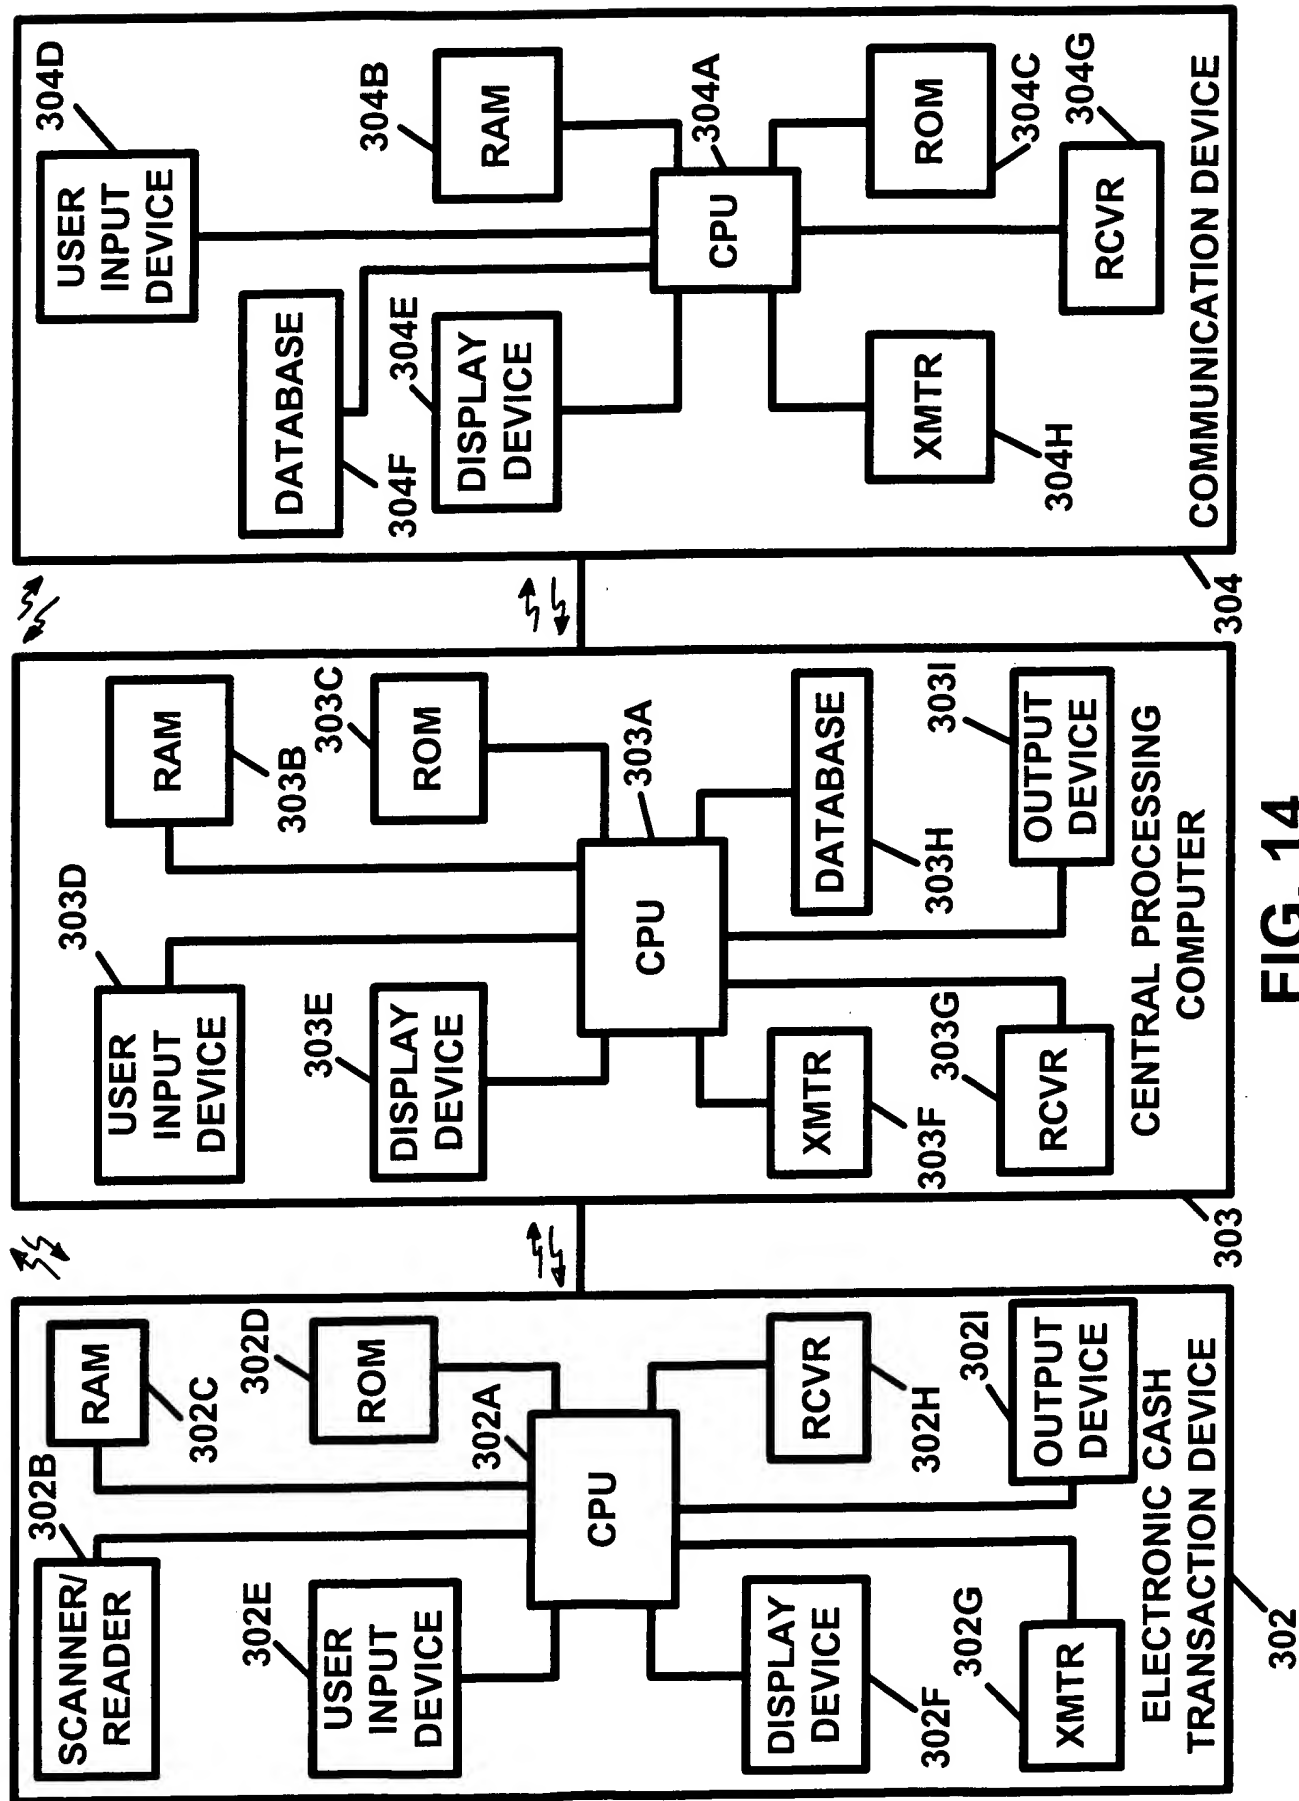 SCANNER/
READER
302B
RAM
302C
302E
USER
INPUT
DEVICE
302D
ROM
302A
CPU
DISPLAY
DEVICE
302F
RCVR
302H
302G
XMTR
302I
OUTPUT
DEVICE
ELECTRONIC CASH
TRANSACTION DEVICE
302
303D
USER
INPUT
DEVICE
RAM
303B
303E
DISPLAY
DEVICE
303C
ROM
303A
CPU
XMTR
303F
DATABASE
303H
303G
RCVR
303I
OUTPUT
DEVICE
CENTRAL PROCESSING
COMPUTER
303
304D
USER
INPUT
DEVICE
DATABASE
304F
304E
DISPLAY
DEVICE
304B
RAM
304A
CPU
XMTR
304H
ROM
304C
304G
RCVR
COMMUNICATION DEVICE
304
FIG. 14